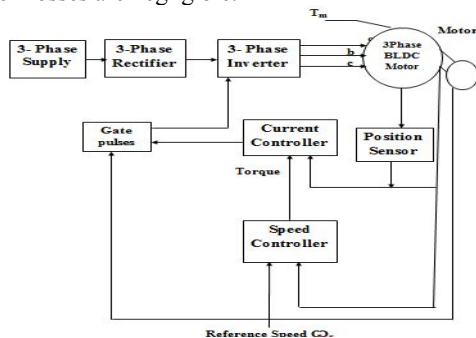 T_m
Motor
3- Phase
Supply
3-Phase
Rectifier
3- Phase
Inverter
b
c
3Phase
BLDC
Motor
Gate
pulses
Current
Controller
Position
Sensor
Torque
Speed
Controller
Reference Speed